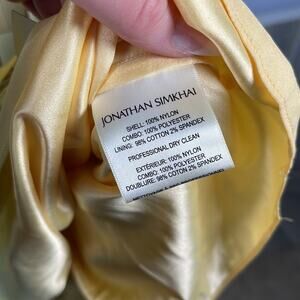 JONATHAN SIMKHAI
SHELL: 100% NYLON
COMBO: 100% POLYESTER
LINING: 98% COTTON 2% SPANDEX
PROFESSIONAL DRY CLEAN
EXTÉRIEUR: 100% NYLON
COMBO: 100% POLYESTER
DOUBLURE: 98% COTON 2% SPANDEX